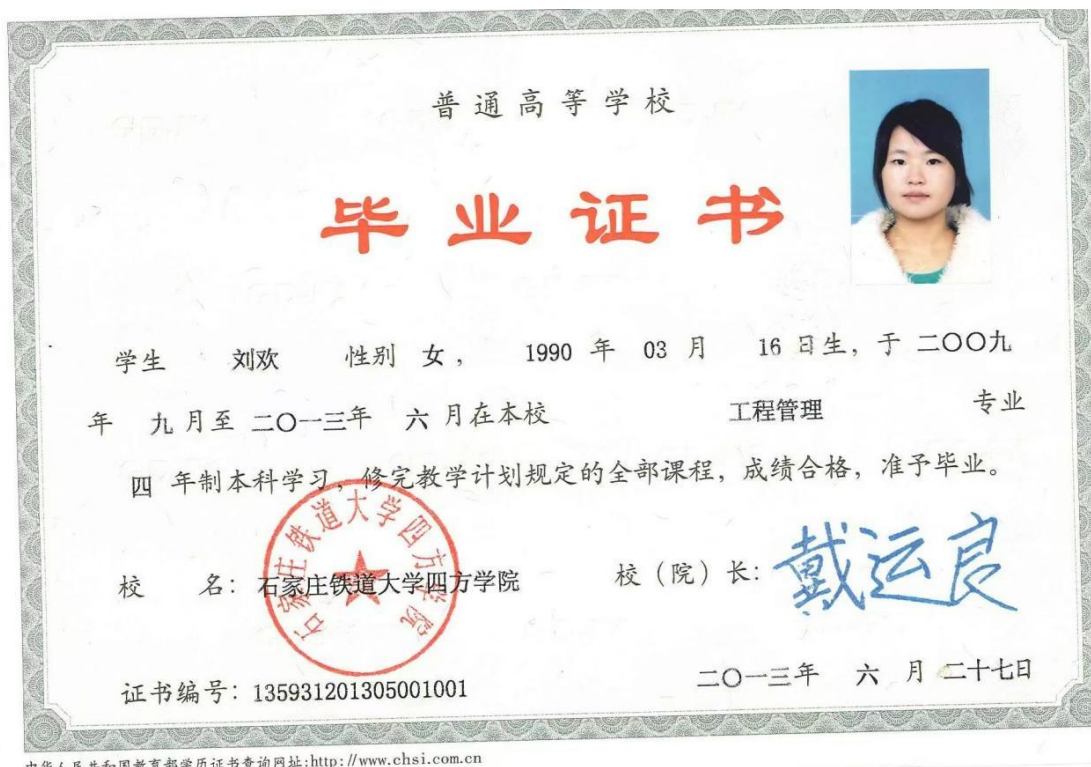 普通高等学校
毕业证书
学生 刘欢 性别 女， 1990 年 03 月 16 日生，于 二〇〇九
年 九 月至 二〇一三年 六 月在本校 工程管理 专业
四 年制本科学习，修完教学计划规定的全部课程，成绩合格，准予毕业。
石家庄铁道大学四方学院
校 名：石家庄铁道大学四方学院 校（院）长：戴运良
证书编号：135931201305001001 二〇一三年 六 月 二十七日
中华人民共和国教育部学历证书查询网址:http://www.chsi.com.cn